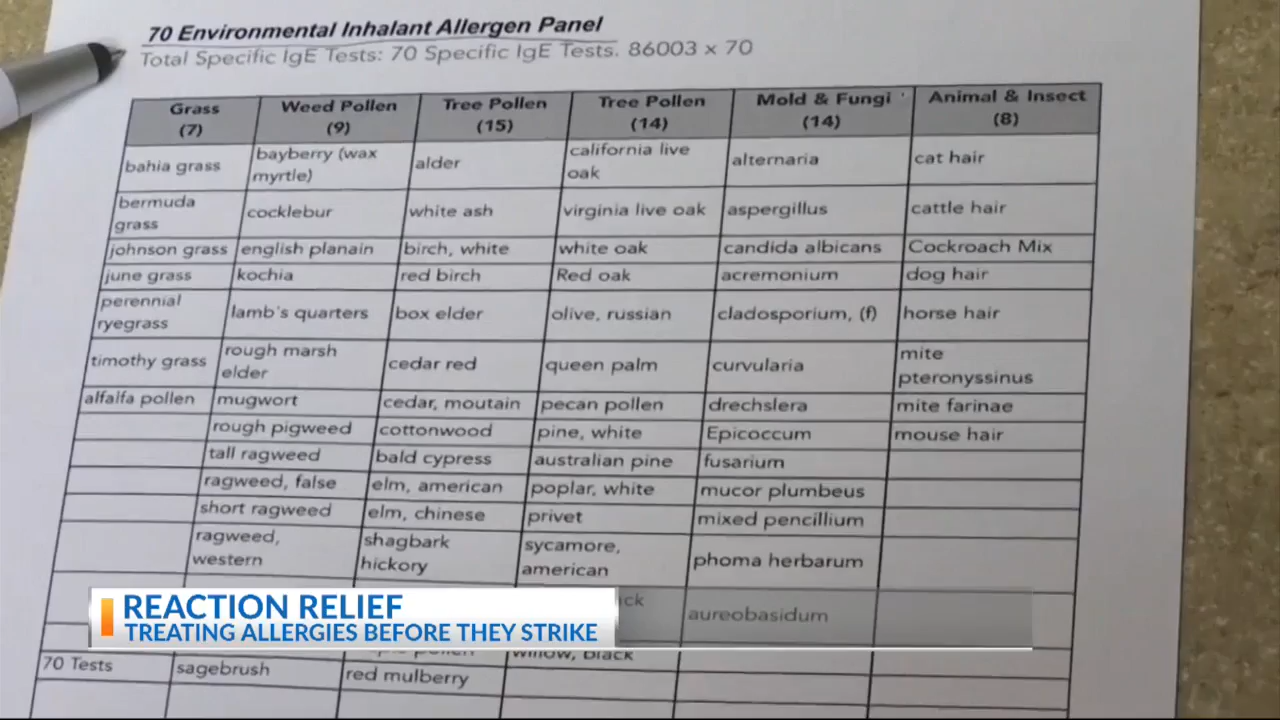 70 Environmental Inhalant Allergen Panel
Total Specific IgE Tests: 70 Specific IgE Tests. 86003 x 70
Grass (7) Weed Pollen (9) Tree Pollen (15) Tree Pollen (14) Mold & Fungi (14) Animal & Insect (8)
bahia grass bayberry (wax myrtle) alder california live oak alternaria cat hair
bermuda grass cocklebur white ash virginia live oak aspergillus cattle hair
johnson grass english planain birch, white white oak candida albicans Cockroach Mix
june grass kochia red birch Red oak acremonium dog hair
perennial ryegrass lamb's quarters box elder olive, russian cladosporium, (f) horse hair
timothy grass rough marsh elder cedar red queen palm curvularia mite pteronyssinus
alfalfa pollen mugwort cedar, moutain pecan pollen drechslera mite farinae
rough pigweed cottonwood pine, white Epicoccum mouse hair
tall ragweed bald cypress australian pine fusarium
ragweed, false elm, american poplar, white mucor plumbeus
short ragweed elm, chinese privet mixed pencillium
ragweed, western shagbark hickory sycamore, american phoma herbarum
aureobasidum
REACTION RELIEF
TREATING ALLERGIES BEFORE THEY STRIKE
willow, black
70 Tests sagebrush red mulberry